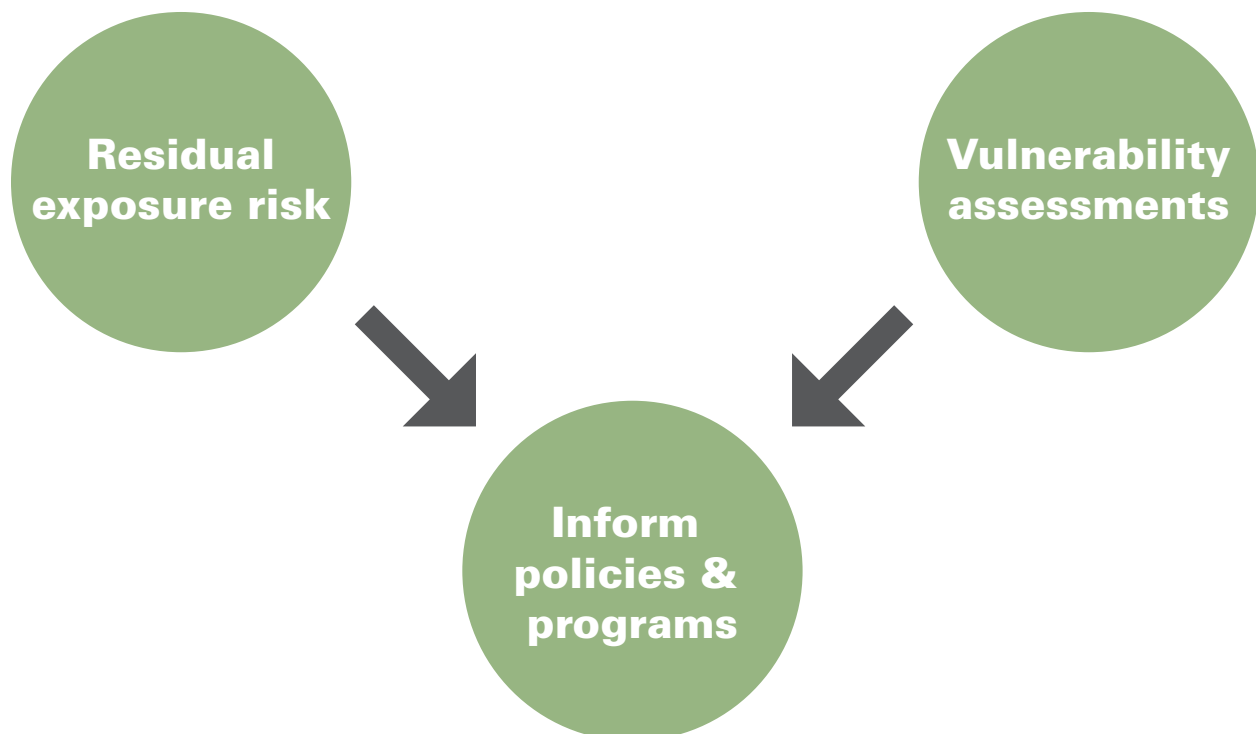 Residual
exposure risk
Vulnerability
assessments
Inform
policies &
programs